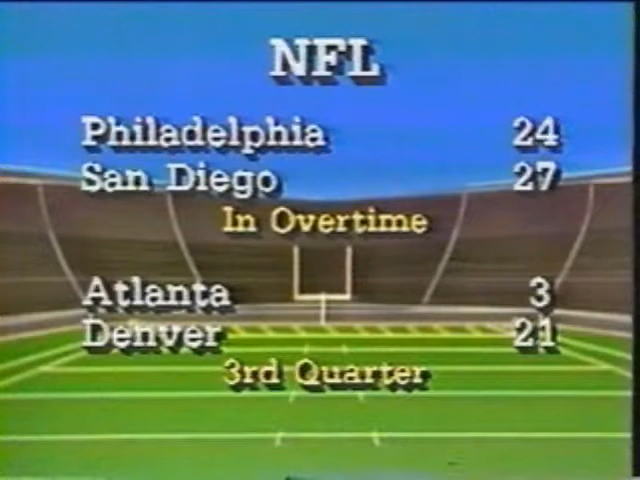 NFL
Philadelphia 24
San Diego 27
In Overtime
Atlanta 3
Denver 21
3rd Quarter